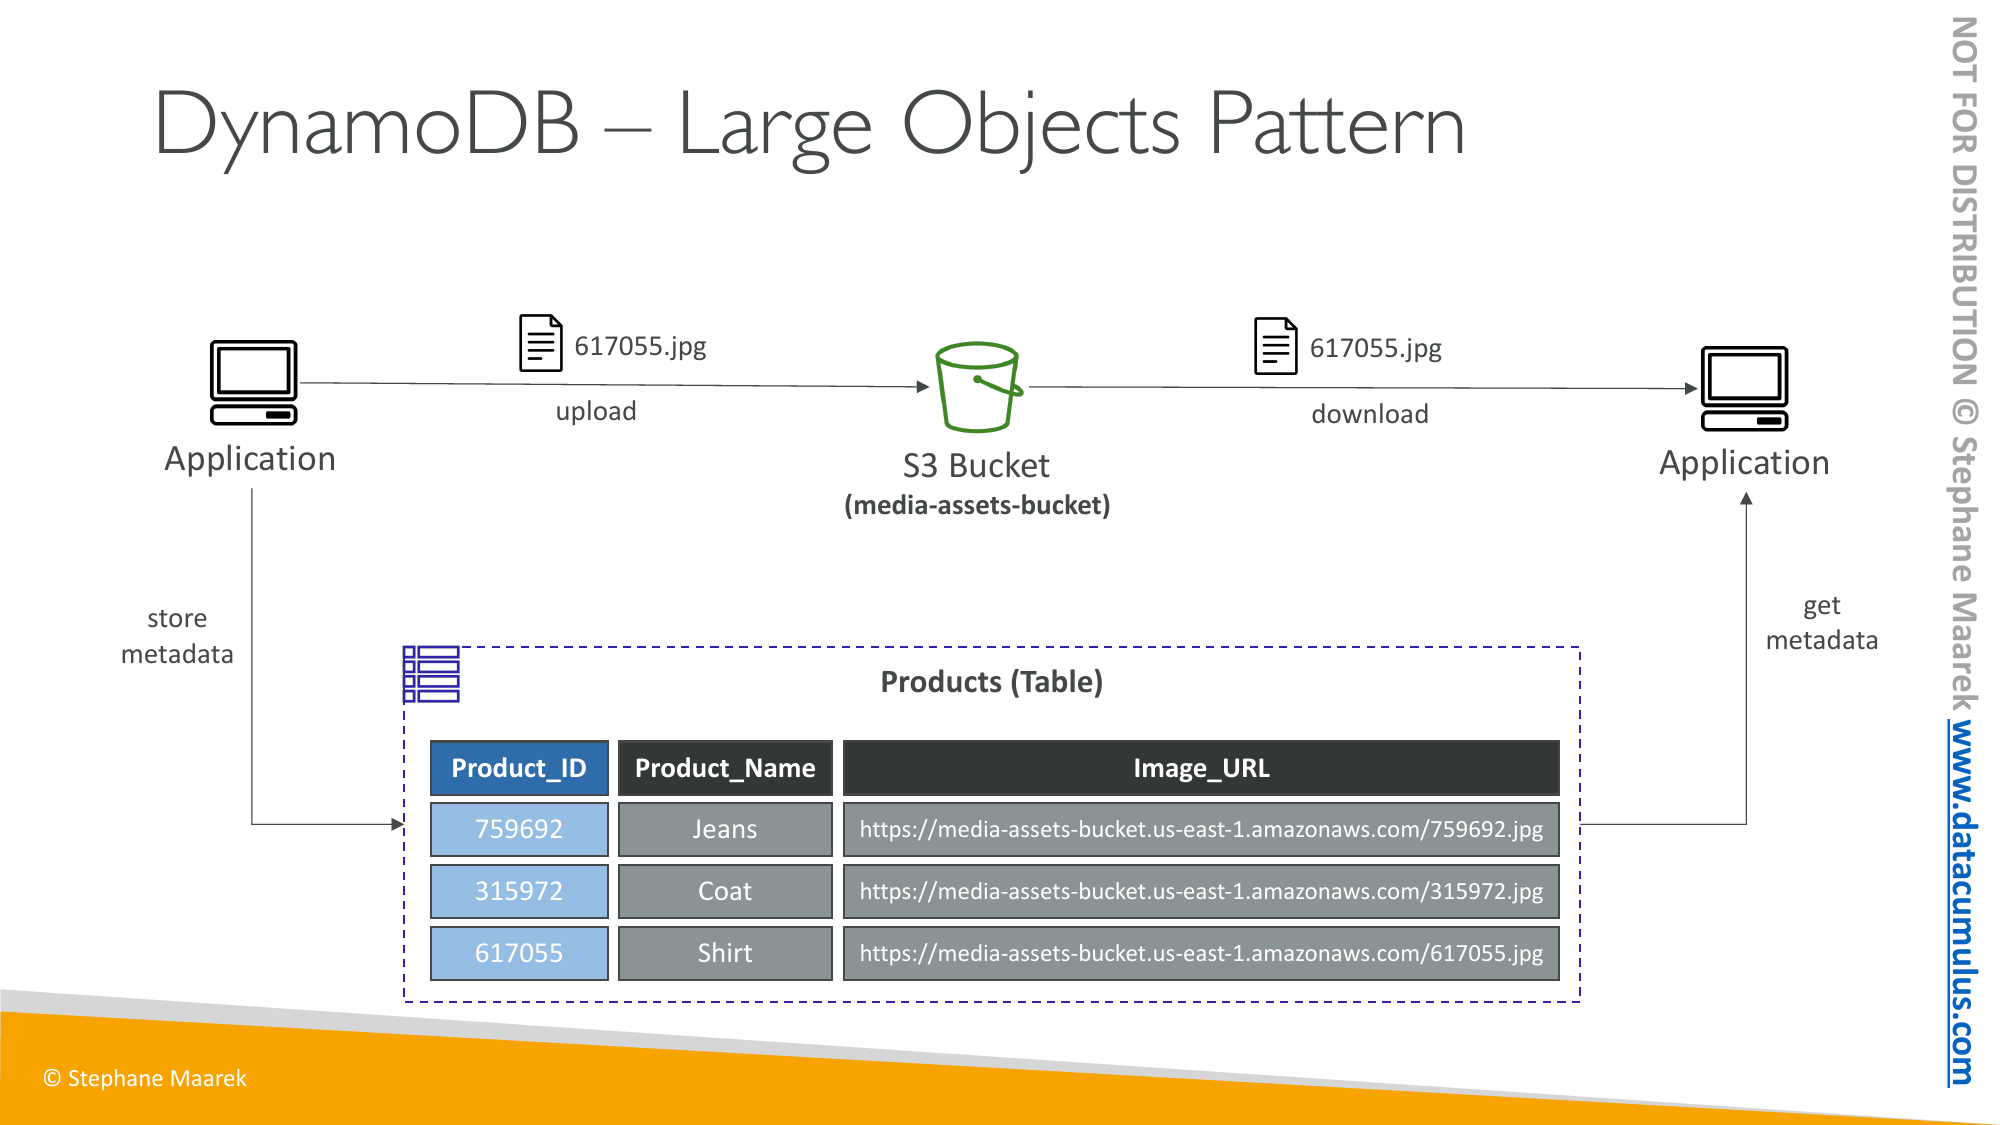 DynamoDB – Large Objects Pattern
617055.jpg
upload
617055.jpg
download
Application
S3 Bucket
(media-assets-bucket)
Application
store
metadata
get
metadata
Products (Table)
Product_ID Product_Name Image_URL
759692 Jeans https://media-assets-bucket.us-east-1.amazonaws.com/759692.jpg
315972 Coat https://media-assets-bucket.us-east-1.amazonaws.com/315972.jpg
617055 Shirt https://media-assets-bucket.us-east-1.amazonaws.com/617055.jpg
© Stephane Maarek
NOT FOR DISTRIBUTION © Stephane Maarek www.datacumulus.com